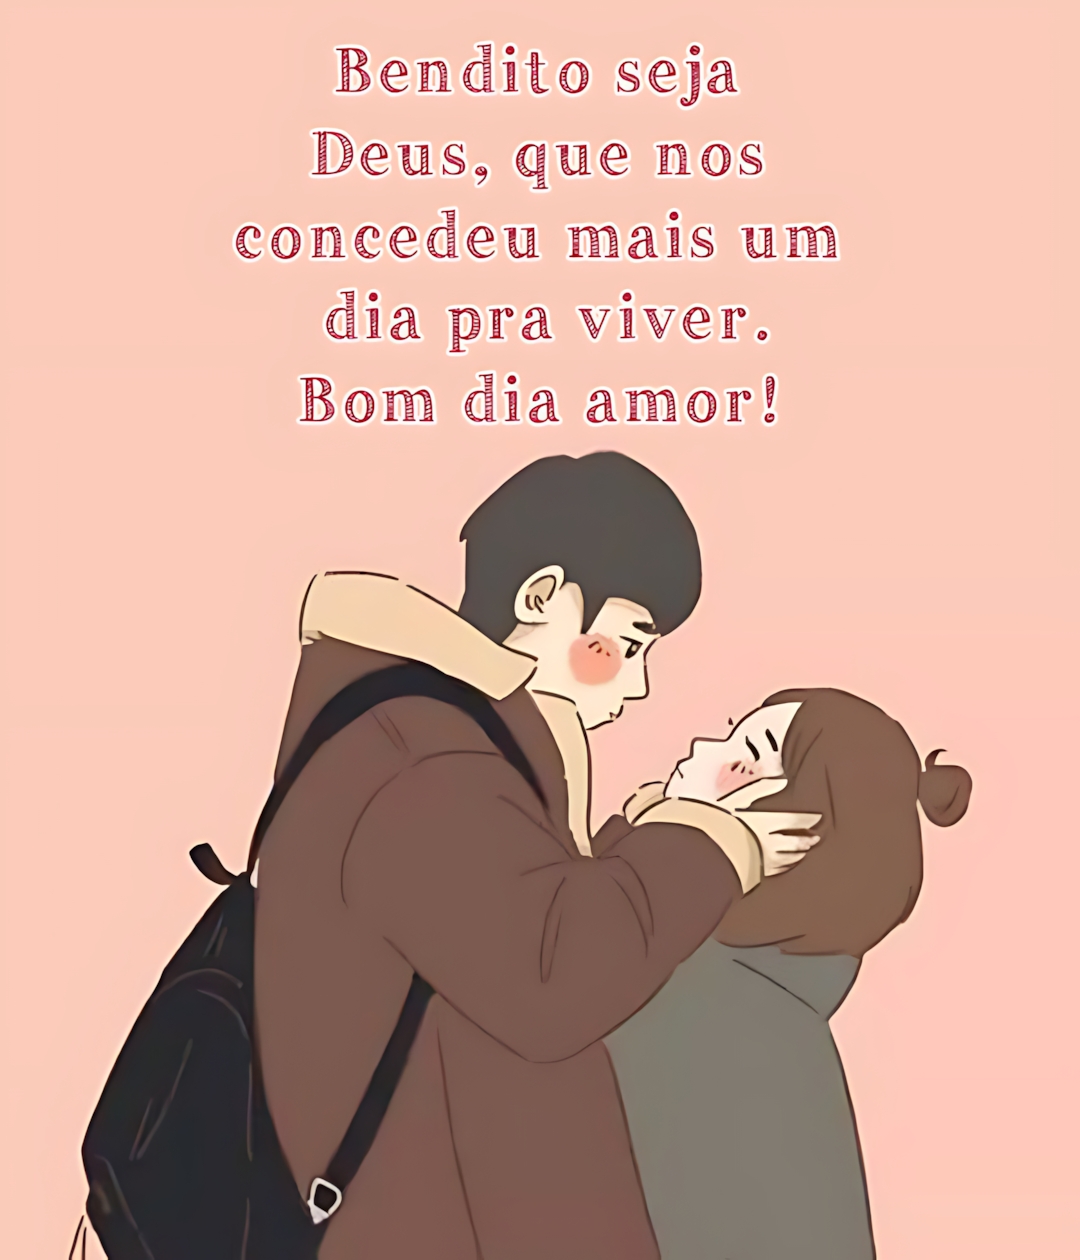 Bendito seja
Deus, que nos
concedeu mais um
dia pra viver.
Bom dia amor!